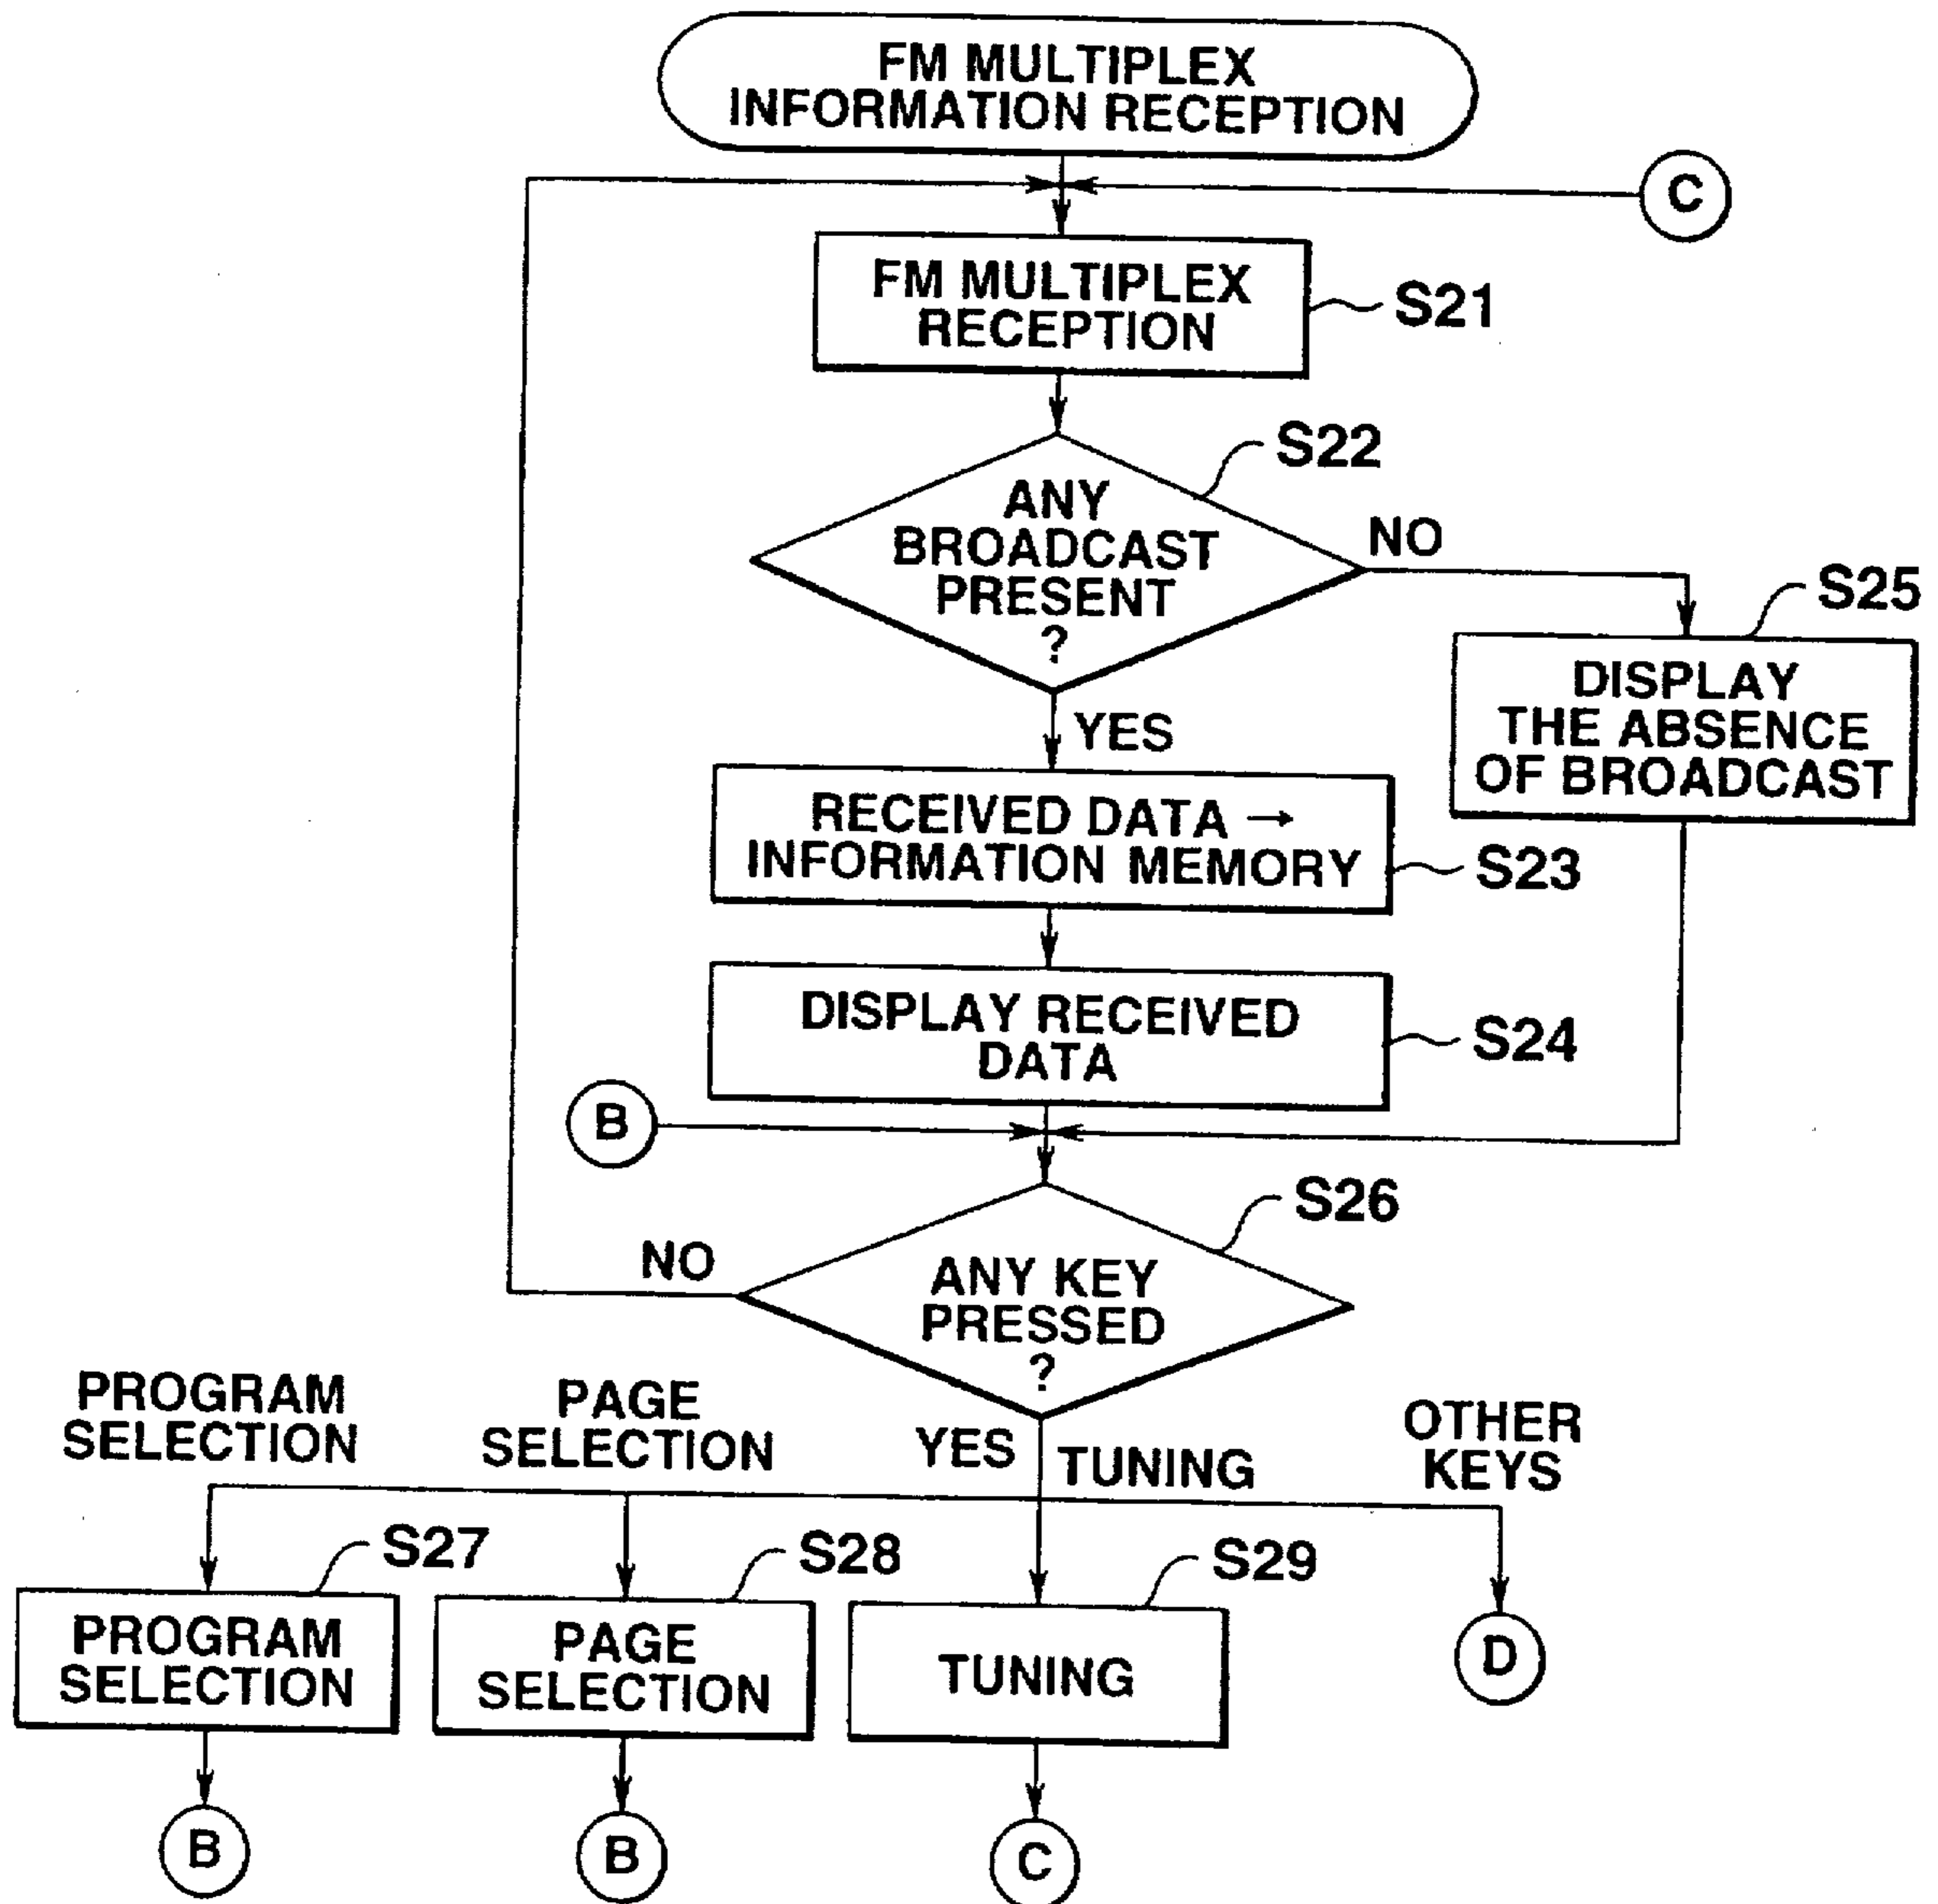 FM MULTIPLEX
INFORMATION RECEPTION
C
FM MULTIPLEX
RECEPTION
S21
S22
ANY
BROADCAST
PRESENT
?
NO
S25
DISPLAY
THE ABSENCE
OF BROADCAST
YES
RECEIVED DATA →
INFORMATION MEMORY
S23
DISPLAY RECEIVED
DATA
S24
B
S26
NO
ANY KEY
PRESSED
?
PROGRAM
SELECTION
PAGE
SELECTION
YES
TUNING
OTHER
KEYS
S27
S28
S29
PROGRAM
SELECTION
PAGE
SELECTION
TUNING
D
B
B
C